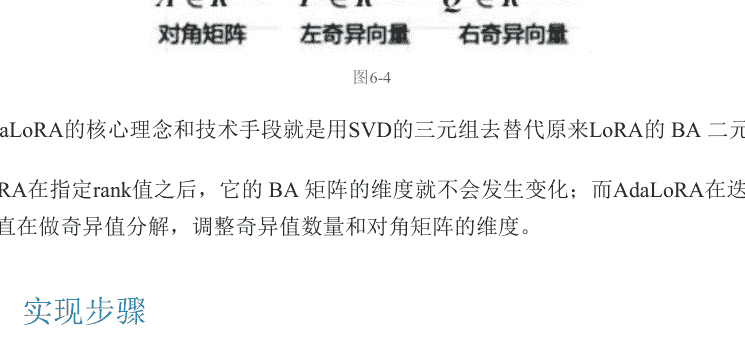 对角矩阵 左奇异向量 右奇异向量
图6-4
aLoRA的核心理念和技术手段就是用SVD的三元组去替代原来LoRA的 BA 二元
RA在指定rank值之后，它的 BA 矩阵的维度就不会发生变化；而AdaLoRA在迭
直在做奇异值分解，调整奇异值数量和对角矩阵的维度。
实现步骤